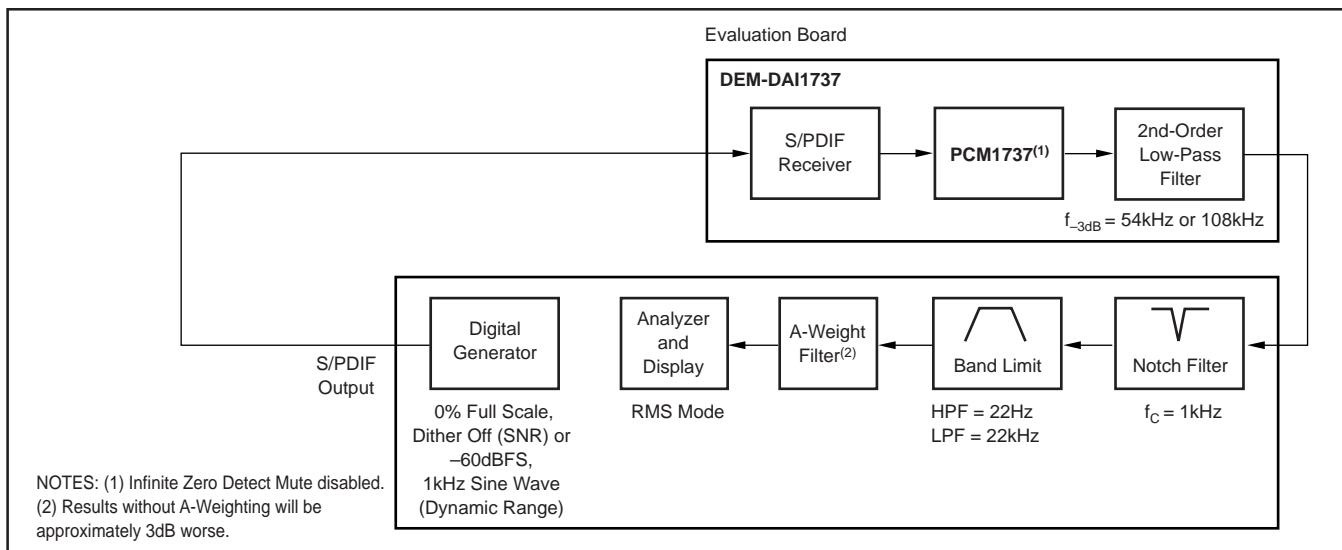 Evaluation Board
DEM-DAI1737
S/PDIF
Receiver
PCM1737(1)
2nd-Order
Low-Pass
Filter
f–3dB = 54kHz or 108kHz
S/PDIF
Output
Digital
Generator
0% Full Scale,
Dither Off (SNR) or
–60dBFS,
1kHz Sine Wave
(Dynamic Range)
Analyzer
and
Display
RMS Mode
A-Weight
Filter(2)
Band Limit
HPF = 22Hz
LPF = 22kHz
Notch Filter
fC = 1kHz
NOTES: (1) Infinite Zero Detect Mute disabled.
(2) Results without A-Weighting will be
approximately 3dB worse.